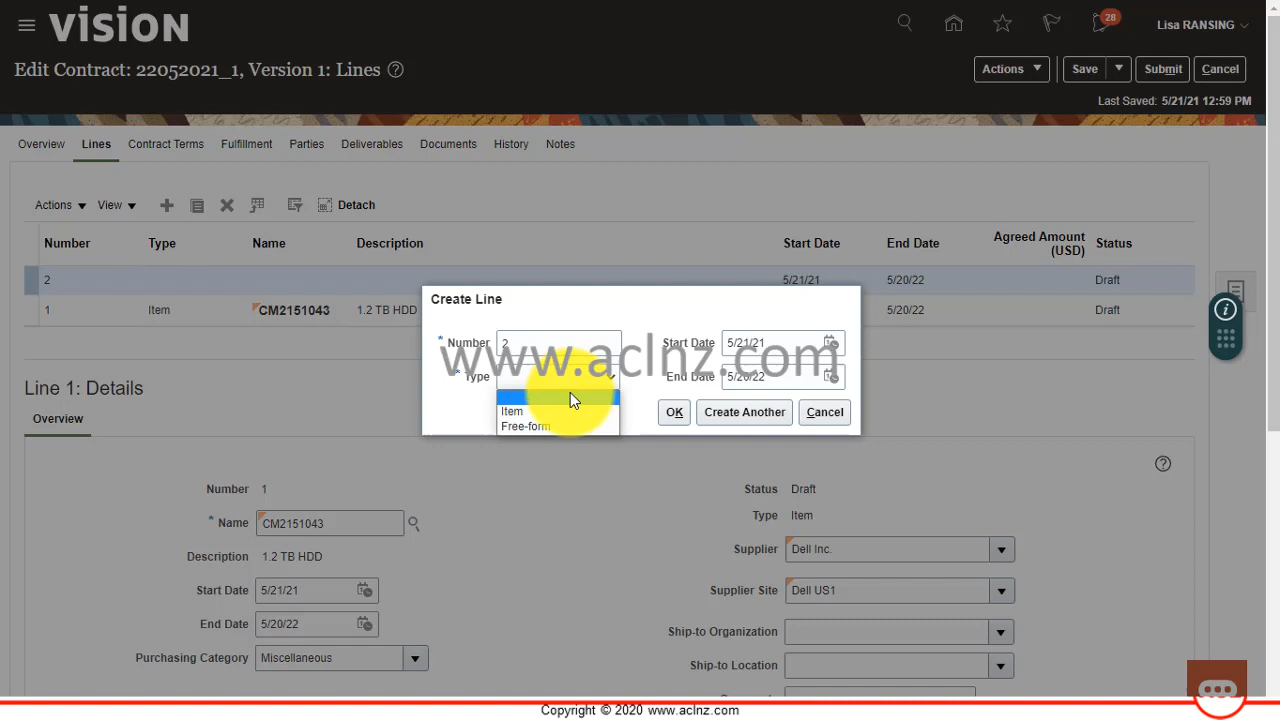 vision
28
Lisa RANSING
Edit Contract: 22052021_1, Version 1: Lines
Actions Save Submit Cancel
Last Saved: 5/21/21 12:59 PM
Overview Lines Contract Terms Fulfillment Parties Deliverables Documents History Notes
Actions View Detach
Number Type Name Description Start Date End Date Agreed Amount (USD) Status
2 5/21/21 5/20/22 Draft
1 Item CM2151043 1.2 TB HDD 5/20/22 Draft
Create Line
* Number 2 Start Date 5/21/21
www.aclnz.com
* Type End Date 5/20/22
Item
Free-form
OK Create Another Cancel
Line 1: Details
Overview
Number 1 Status Draft
* Name CM2151043 Type Item
Description 1.2 TB HDD Supplier Dell Inc.
Start Date 5/21/21 Supplier Site Dell US1
End Date 5/20/22 Ship-to Organization
Purchasing Category Miscellaneous Ship-to Location
Copyright © 2020 www.aclnz.com